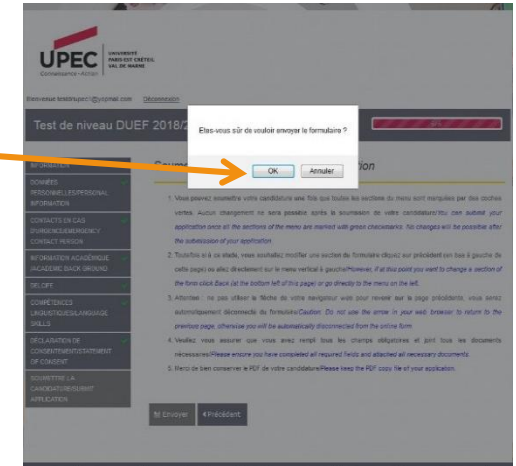 UPEC
UNIVERSITÉ
PARIS-EST CRÉTEIL
VAL DE MARNE
Connaissance - Action
Déconnexion
Test de niveau DUEF 2018/2
Etes-vous sûr de vouloir envoyer le formulaire ?
OK
Annuler
INFORMATION
DONNÉES
PERSONNELLES/PERSONAL
INFORMATION
CONTACTS EN CAS
D'URGENCE/EMERGENCY
CONTACT PERSON
INFORMATION ACADÉMIQUE
/ACADEMIC BACK GROUND
DELCIFE
COMPÉTENCES
LINGUISTIQUES/LANGUAGE
SKILLS
DÉCLARATION DE
CONSENTEMENT/STATEMENT
OF CONSENT
SOUMETTRE LA
CANDIDATURE/SUBMIT
APPLICATION
1. Vous pouvez soumettre votre candidature une fois que toutes les sections du menu sont marquées par des coches
vertes. Aucun changement ne sera possible après la soumission de votre candidature/You can submit your
application once all the sections of the menu are marked with green checkmarks. No changes will be possible after
the submission of your application.
2. Toutefois si à ce stade, vous souhaitez modifier une section du formulaire cliquez sur précédent (en bas à gauche de
cette page) ou allez directement sur le menu vertical à gauche/However, if at this point you want to change a section of
the form click Back (at the bottom left of this page) or go directly to the menu on the left.
3. Attention : ne pas utiliser la flèche de votre navigateur web pour revenir sur la page précédente, vous serez
automatiquement déconnecté du formulaire/Caution. Do not use the arrow in your web browser to return to the
previous page, otherwise you will be automatically disconnected from the online form.
4. Veuillez vous assurer que vous avez rempli tous les champs obligatoires et joint tous les documents
nécessaires/Please ensure you have completed all required fields and attached all necessary documents.
5. Merci de bien conserver le PDF de votre candidature/Please keep the PDF copy file of your application.
Envoyer
Précédent